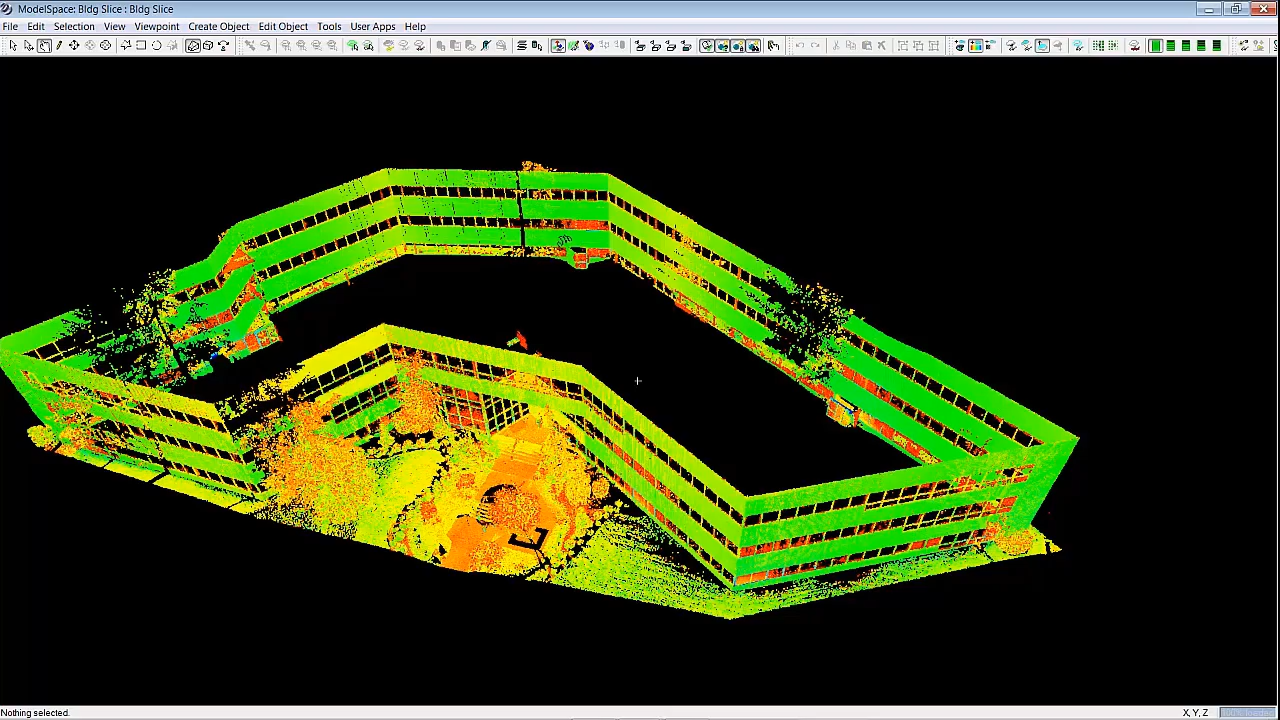 ModelSpace: Bldg Slice : Bldg Slice
File Edit Selection View Viewpoint Create Object Edit Object Tools User Apps Help
Nothing selected. X, Y, Z